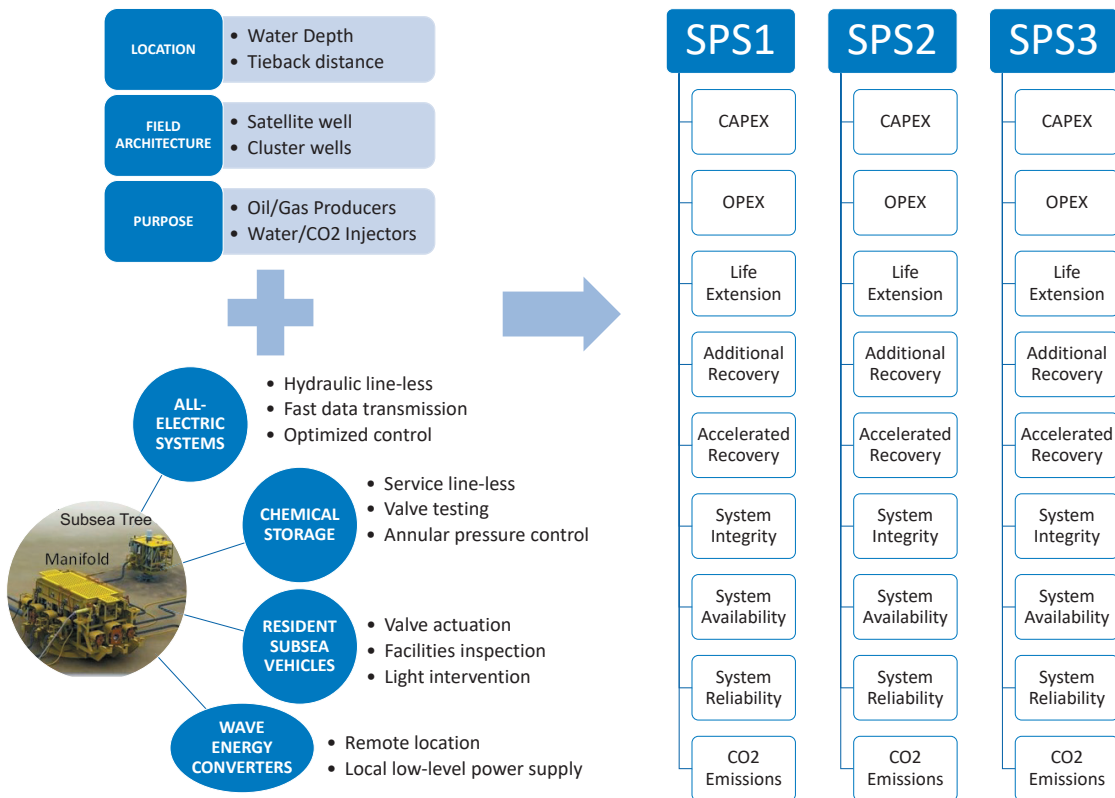 LOCATION
• Water Depth
• Tieback distance
FIELD
ARCHITECTURE
• Satellite well
• Cluster wells
PURPOSE
• Oil/Gas Producers
• Water/CO2 Injectors
ALL-
ELECTRIC
SYSTEMS
• Hydraulic line-less
• Fast data transmission
• Optimized control
CHEMICAL
STORAGE
• Service line-less
• Valve testing
• Annular pressure control
Subsea Tree
Manifold
RESIDENT
SUBSEA
VEHICLES
• Valve actuation
• Facilities inspection
• Light intervention
WAVE
ENERGY
CONVERTERS
• Remote location
• Local low-level power supply
SPS1
CAPEX
OPEX
Life
Extension
Additional
Recovery
Accelerated
Recovery
System
Integrity
System
Availability
System
Reliability
CO2
Emissions
SPS2
CAPEX
OPEX
Life
Extension
Additional
Recovery
Accelerated
Recovery
System
Integrity
System
Availability
System
Reliability
CO2
Emissions
SPS3
CAPEX
OPEX
Life
Extension
Additional
Recovery
Accelerated
Recovery
System
Integrity
System
Availability
System
Reliability
CO2
Emissions